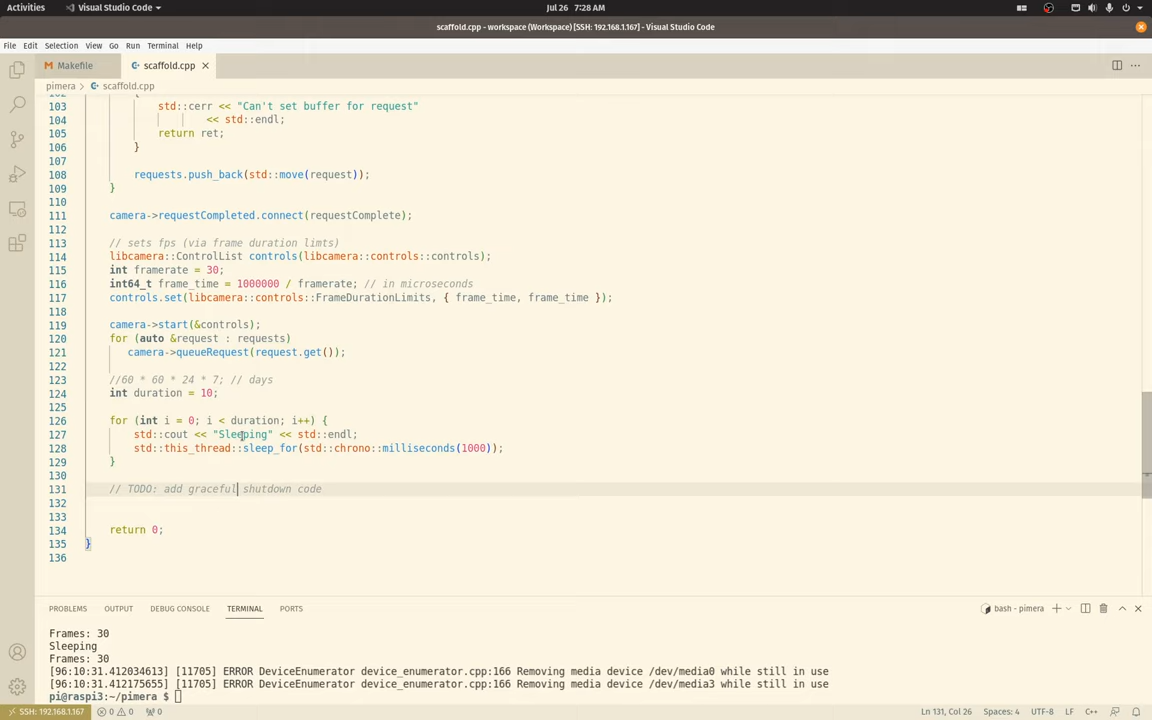 Activities Visual Studio Code Jul 26 7:28 AM
scaffold.cpp - workspace (Workspace) [SSH: 192.168.1.167] - Visual Studio Code
File Edit Selection View Go Run Terminal Help
Makefile scaffold.cpp
pimera > scaffold.cpp
102 {
103 std::cerr << "Can't set buffer for request"
104 << std::endl;
105 return ret;
106 }
107
108 requests.push_back(std::move(request));
109 }
110
111 camera->requestCompleted.connect(requestComplete);
112
113 // sets fps (via frame duration limts)
114 libcamera::ControlList controls(libcamera::controls::controls);
115 int framerate = 30;
116 int64_t frame_time = 1000000 / framerate; // in microseconds
117 controls.set(libcamera::controls::FrameDurationLimits, { frame_time, frame_time });
118
119 camera->start(&controls);
120 for (auto &request : requests)
121 camera->queueRequest(request.get());
122
123 //60 * 60 * 24 * 7; // days
124 int duration = 10;
125
126 for (int i = 0; i < duration; i++) {
127 std::cout << "Sleeping" << std::endl;
128 std::this_thread::sleep_for(std::chrono::milliseconds(1000));
129 }
130
131 // TODO: add graceful shutdown code
132
133
134 return 0;
135 }
136
PROBLEMS OUTPUT DEBUG CONSOLE TERMINAL PORTS bash - pimera
Frames: 30
Sleeping
Frames: 30
[96:10:31.412034613] [11705] ERROR DeviceEnumerator device_enumerator.cpp:166 Removing media device /dev/media0 while still in use
[96:10:31.412175655] [11705] ERROR DeviceEnumerator device_enumerator.cpp:166 Removing media device /dev/media3 while still in use
pi@raspi3:~/pimera $
SSH: 192.168.1.167 0 0 0 Ln 131, Col 26 Spaces: 4 UTF-8 LF C++